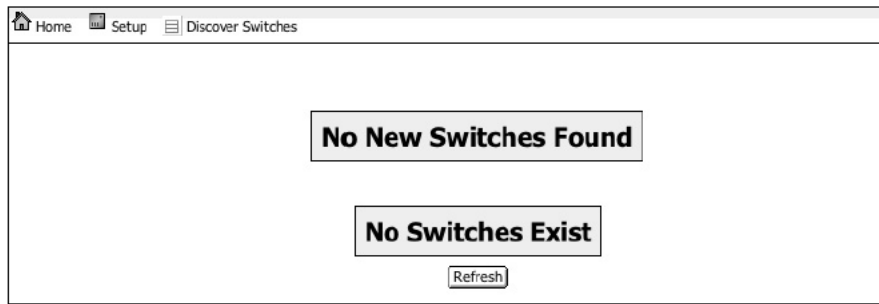 Home Setup Discover Switches
No New Switches Found
No Switches Exist
Refresh